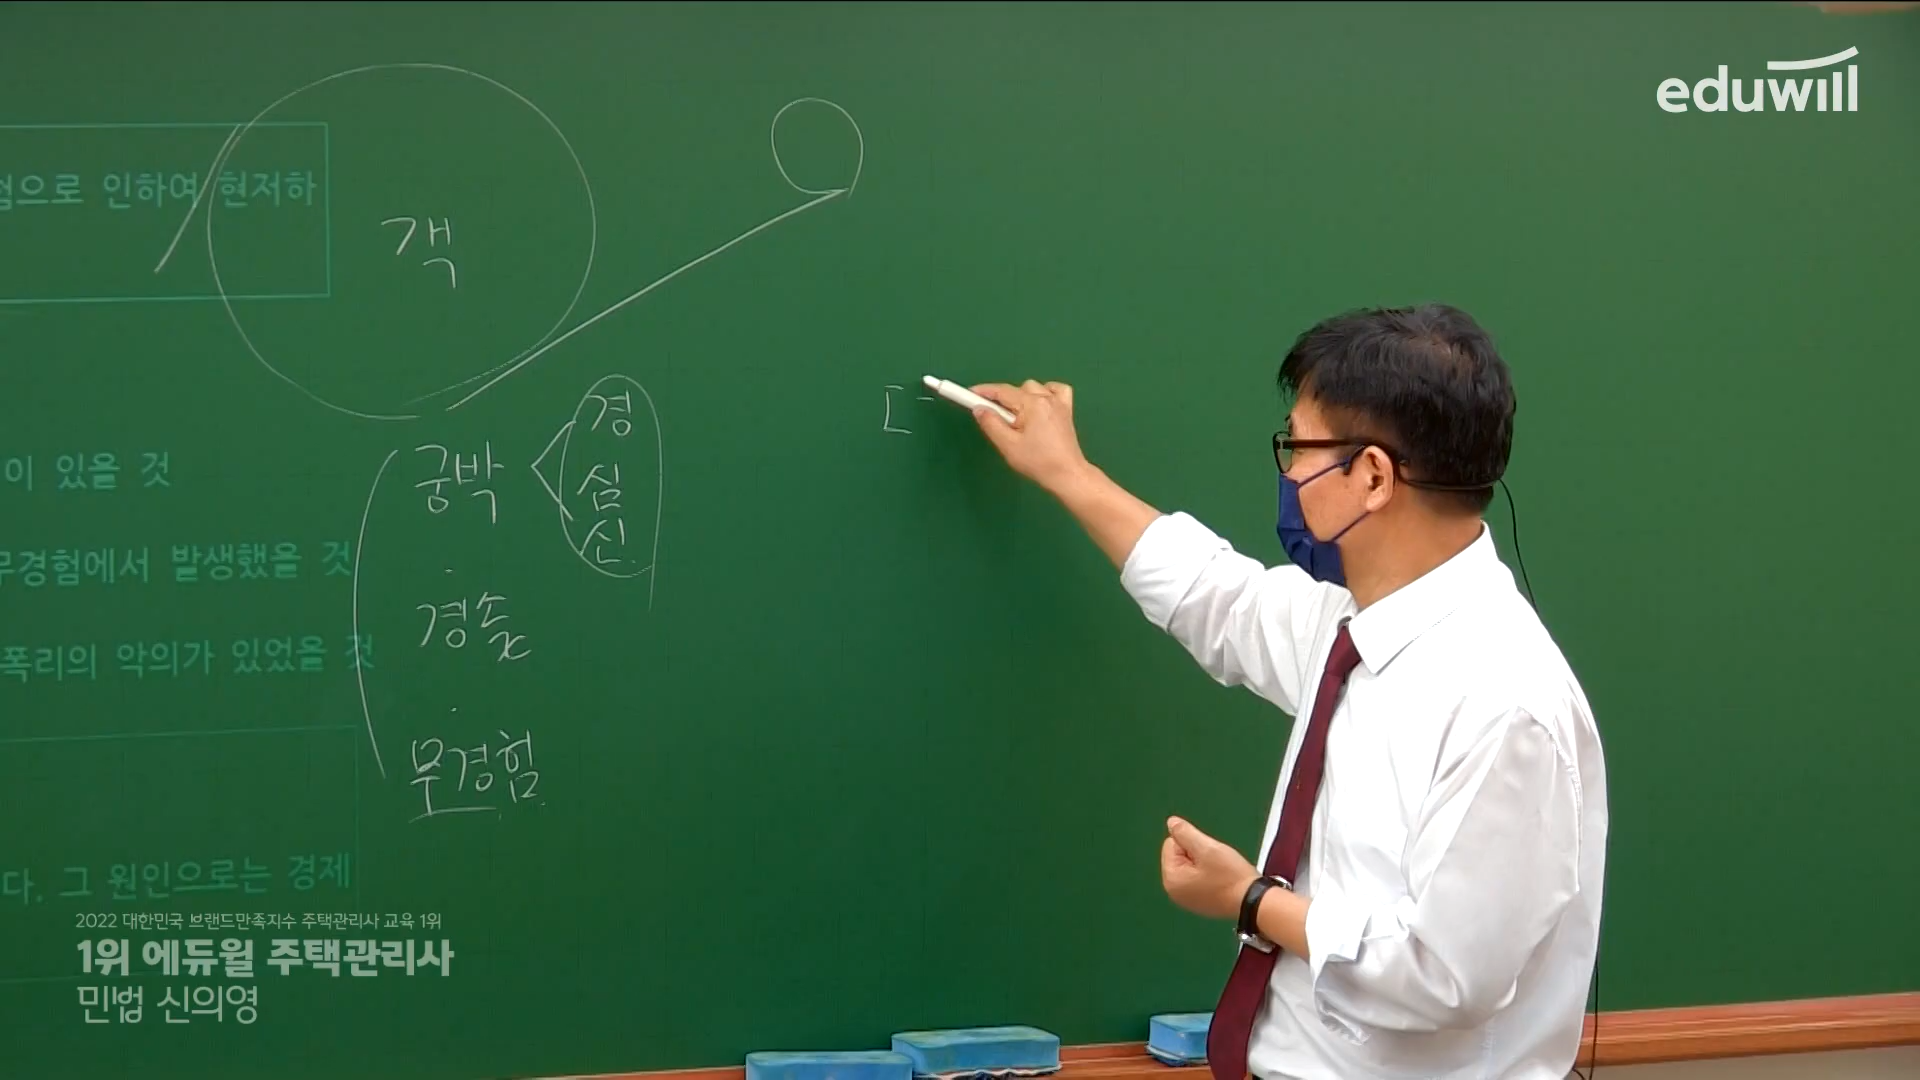 eduwill
험으로 인하여 현저하
객
이 있을 것
무경험에서 발생했을 것
폭리의 악의가 있었을 것
궁박
경
심
신
경솔
무경험
다. 그 원인으로는 경제
2022 대한민국 브랜드만족지수 주택관리사 교육 1위
1위 에듀윌 주택관리사
민법 신의영